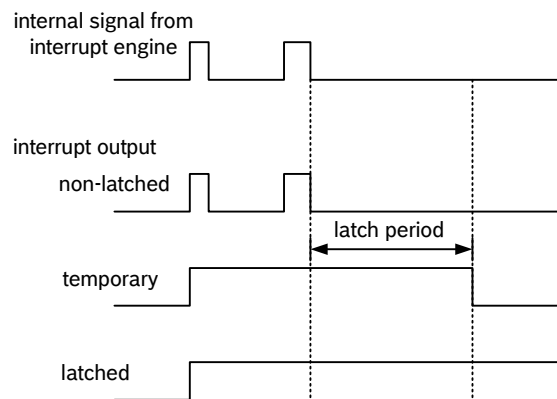 internal signal from
interrupt engine
interrupt output
non-latched
latch period
temporary
latched